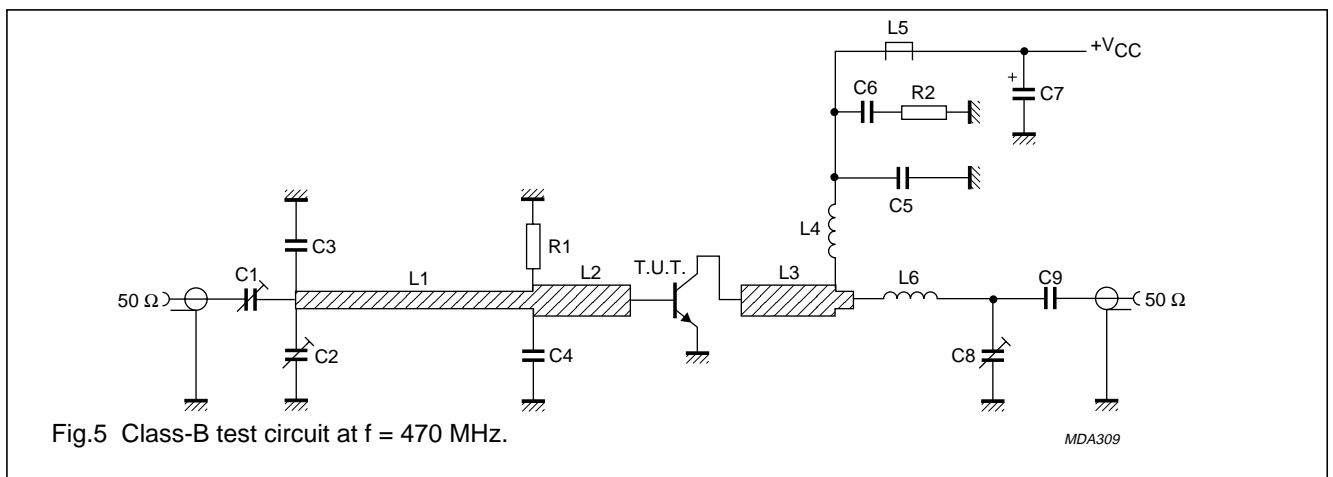 L5
+VCC
C6
R2
+
C7
C5
L4
C3
R1
T.U.T.
C1
L1
L2
L3
L6
C9
50 Ω
50 Ω
C2
C4
C8
Fig.5 Class-B test circuit at f = 470 MHz.
MDA309